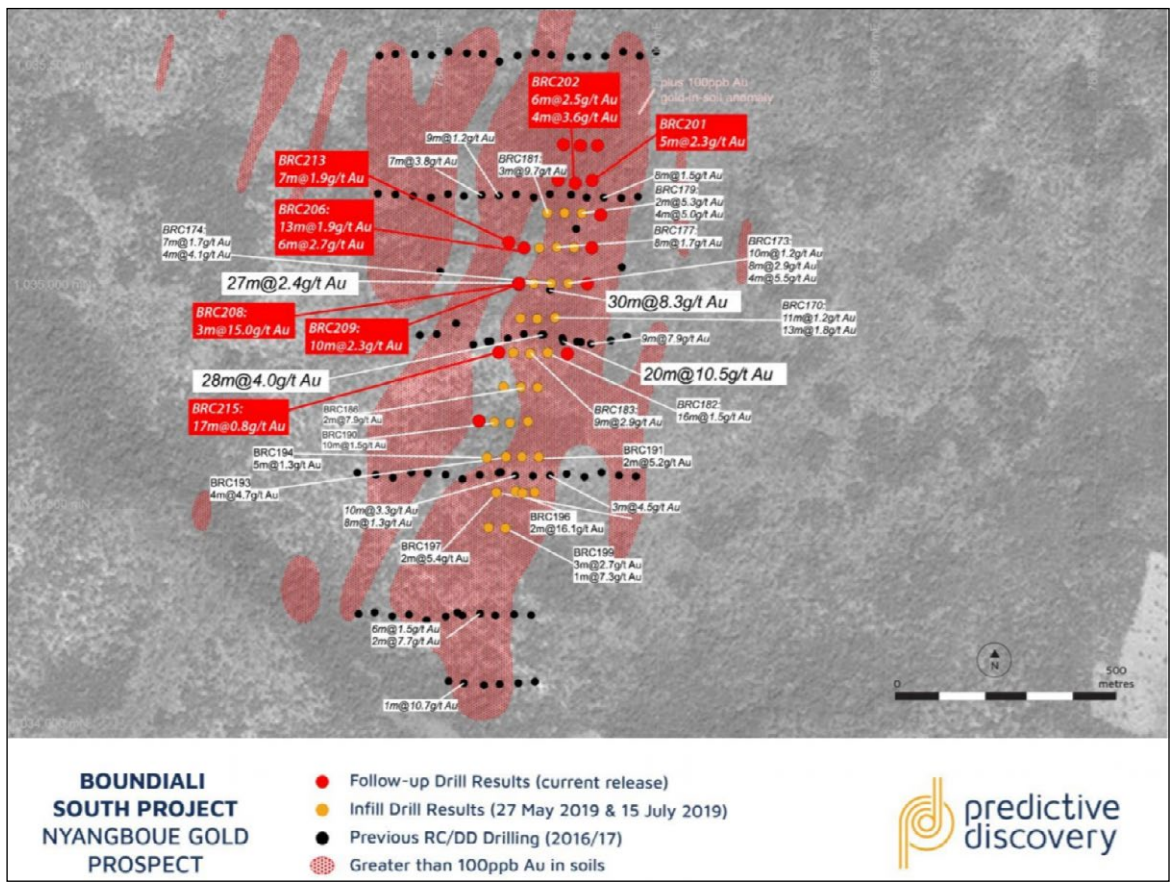 BRC202
6m@2.5g/t Au
4m@3.6g/t Au
plus 100ppb Au
gold-in-soil anomaly
BRC201
5m@2.3g/t Au
9m@1.2g/t Au
7m@3.8g/t Au
BRC181:
3m@9.7g/t Au
BRC213
7m@1.9g/t Au
8m@1.5g/t Au
BRC179:
2m@5.3g/t Au
4m@5.0g/t Au
BRC206:
13m@1.9g/t Au
6m@2.7g/t Au
BRC174:
7m@1.7g/t Au
4m@4.1g/t Au
BRC177:
8m@1.7g/t Au
BRC173:
10m@1.2g/t Au
8m@2.9g/t Au
4m@5.5g/t Au
27m@2.4g/t Au
30m@8.3g/t Au
BRC208:
3m@15.0g/t Au
BRC209:
10m@2.3g/t Au
BRC170:
11m@1.2g/t Au
13m@1.8g/t Au
9m@7.9g/t Au
28m@4.0g/t Au
20m@10.5g/t Au
BRC215:
17m@0.8g/t Au
BRC186
2m@7.9g/t Au
BRC190
10m@1.5g/t Au
BRC183:
9m@2.9g/t Au
BRC182:
16m@1.5g/t Au
BRC194
5m@1.3g/t Au
BRC191
2m@5.2g/t Au
BRC193
4m@4.7g/t Au
10m@3.3g/t Au
8m@1.3g/t Au
3m@4.5g/t Au
BRC196
2m@16.1g/t Au
BRC197
2m@5.4g/t Au
BRC199
3m@2.7g/t Au
1m@7.3g/t Au
6m@1.5g/t Au
2m@7.7g/t Au
1m@10.7g/t Au
N
0
500
metres
BOUNDIALI
SOUTH PROJECT
NYANGBOUE GOLD
PROSPECT
Follow-up Drill Results (current release)
Infill Drill Results (27 May 2019 & 15 July 2019)
Previous RC/DD Drilling (2016/17)
Greater than 100ppb Au in soils
predictive
discovery